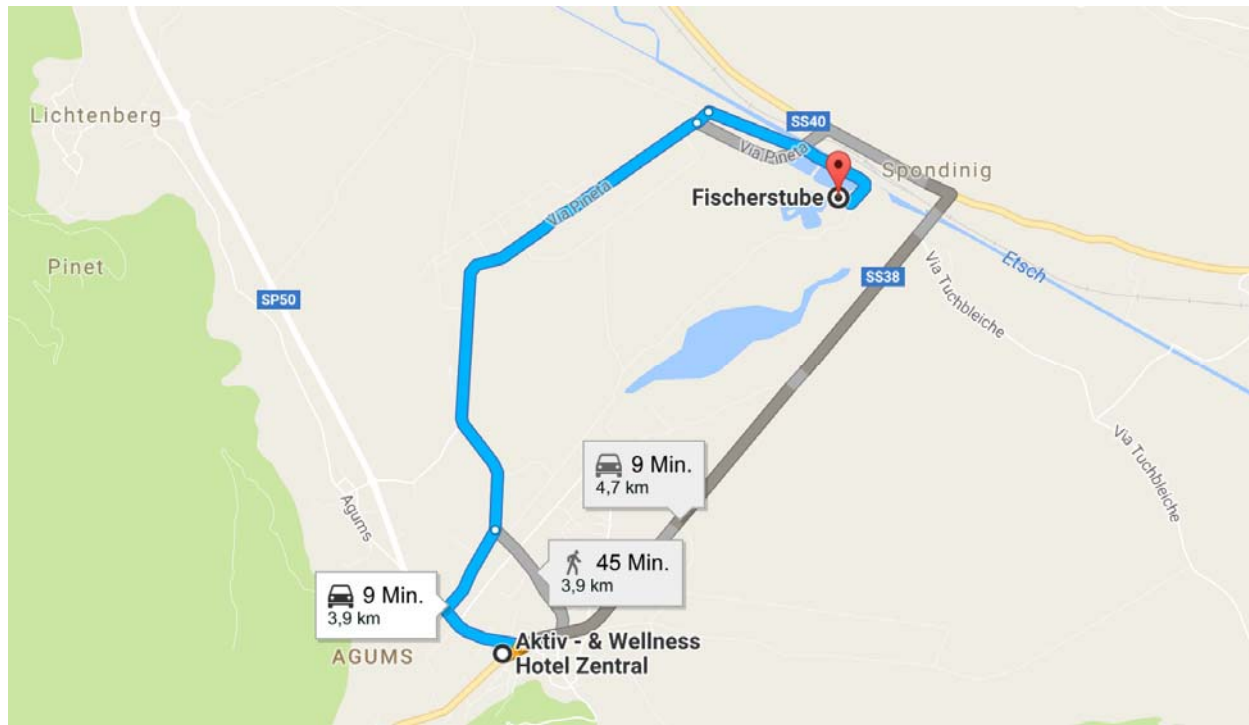 Lichtenberg
SS40
Via Pineta
Spondinig
Fischerstube
Via Pineta
Pinet
Etsch
SS38
SP50
Via Tuchbleiche
9 Min.
4,7 km
Via Tuchbleiche
Agums
45 Min.
3,9 km
9 Min.
3,9 km
Aktiv - & Wellness
Hotel Zentral
AGUMS